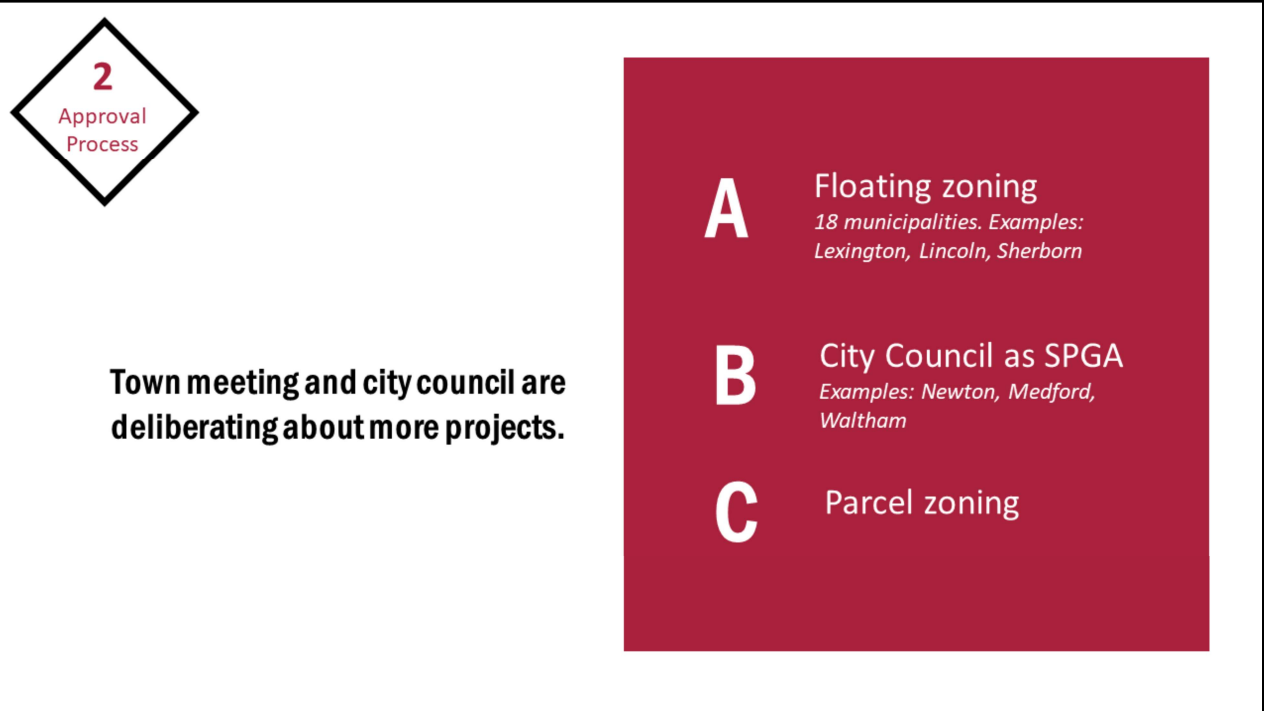 2
Approval
Process
Town meeting and city council are
deliberating about more projects.
A
Floating zoning
18 municipalities. Examples:
Lexington, Lincoln, Sherborn
B
City Council as SPGA
Examples: Newton, Medford,
Waltham
C
Parcel zoning